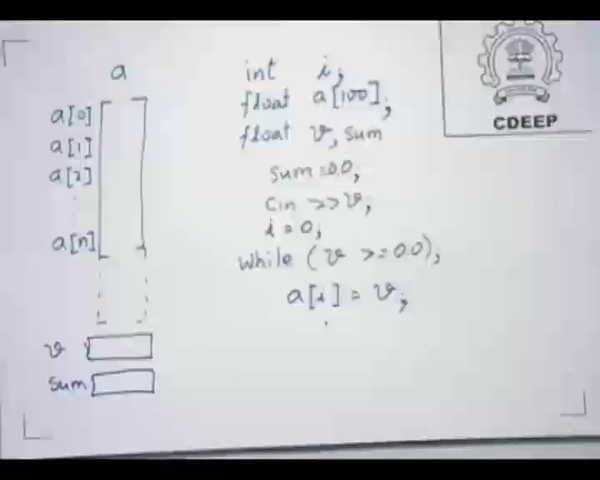 a
a[0]
a[1]
a[2]
a[n]
v
sum
int i;
float a[100];
float v, sum
sum=0.0,
cin >>v;
i = 0,
while (v >= 0.0),
a[i] = v;
CDEEP